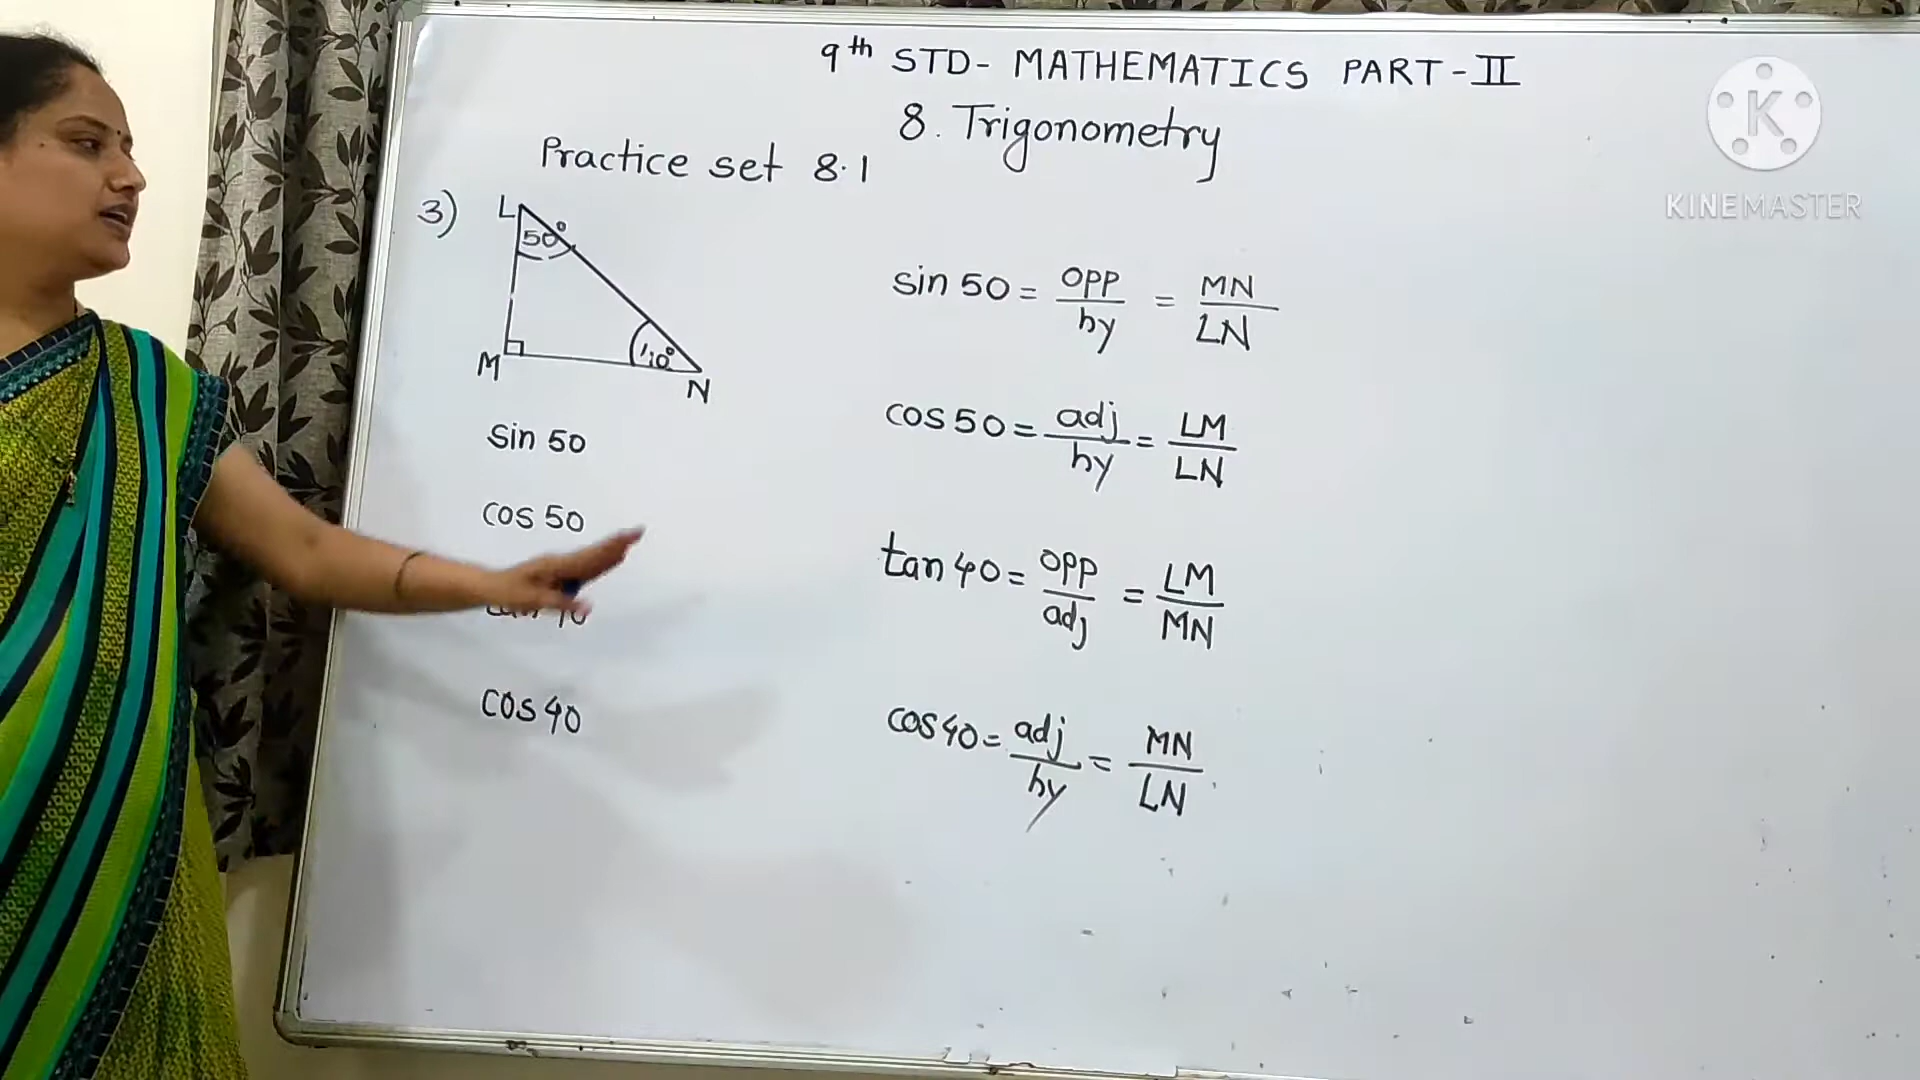 9th STD- MATHEMATICS PART-II
8. Trigonometry
Practice set 8.1
3)
L
50°
M
40°
N
sin 50
cos 50
tan 40
cos 40
sin 50 = opp/hy = MN/LN
cos 50 = adj/hy = LM/LN
tan 40 = opp/adj = LM/MN
cos 40 = adj/hy = MN/LN
K
KINEMASTER